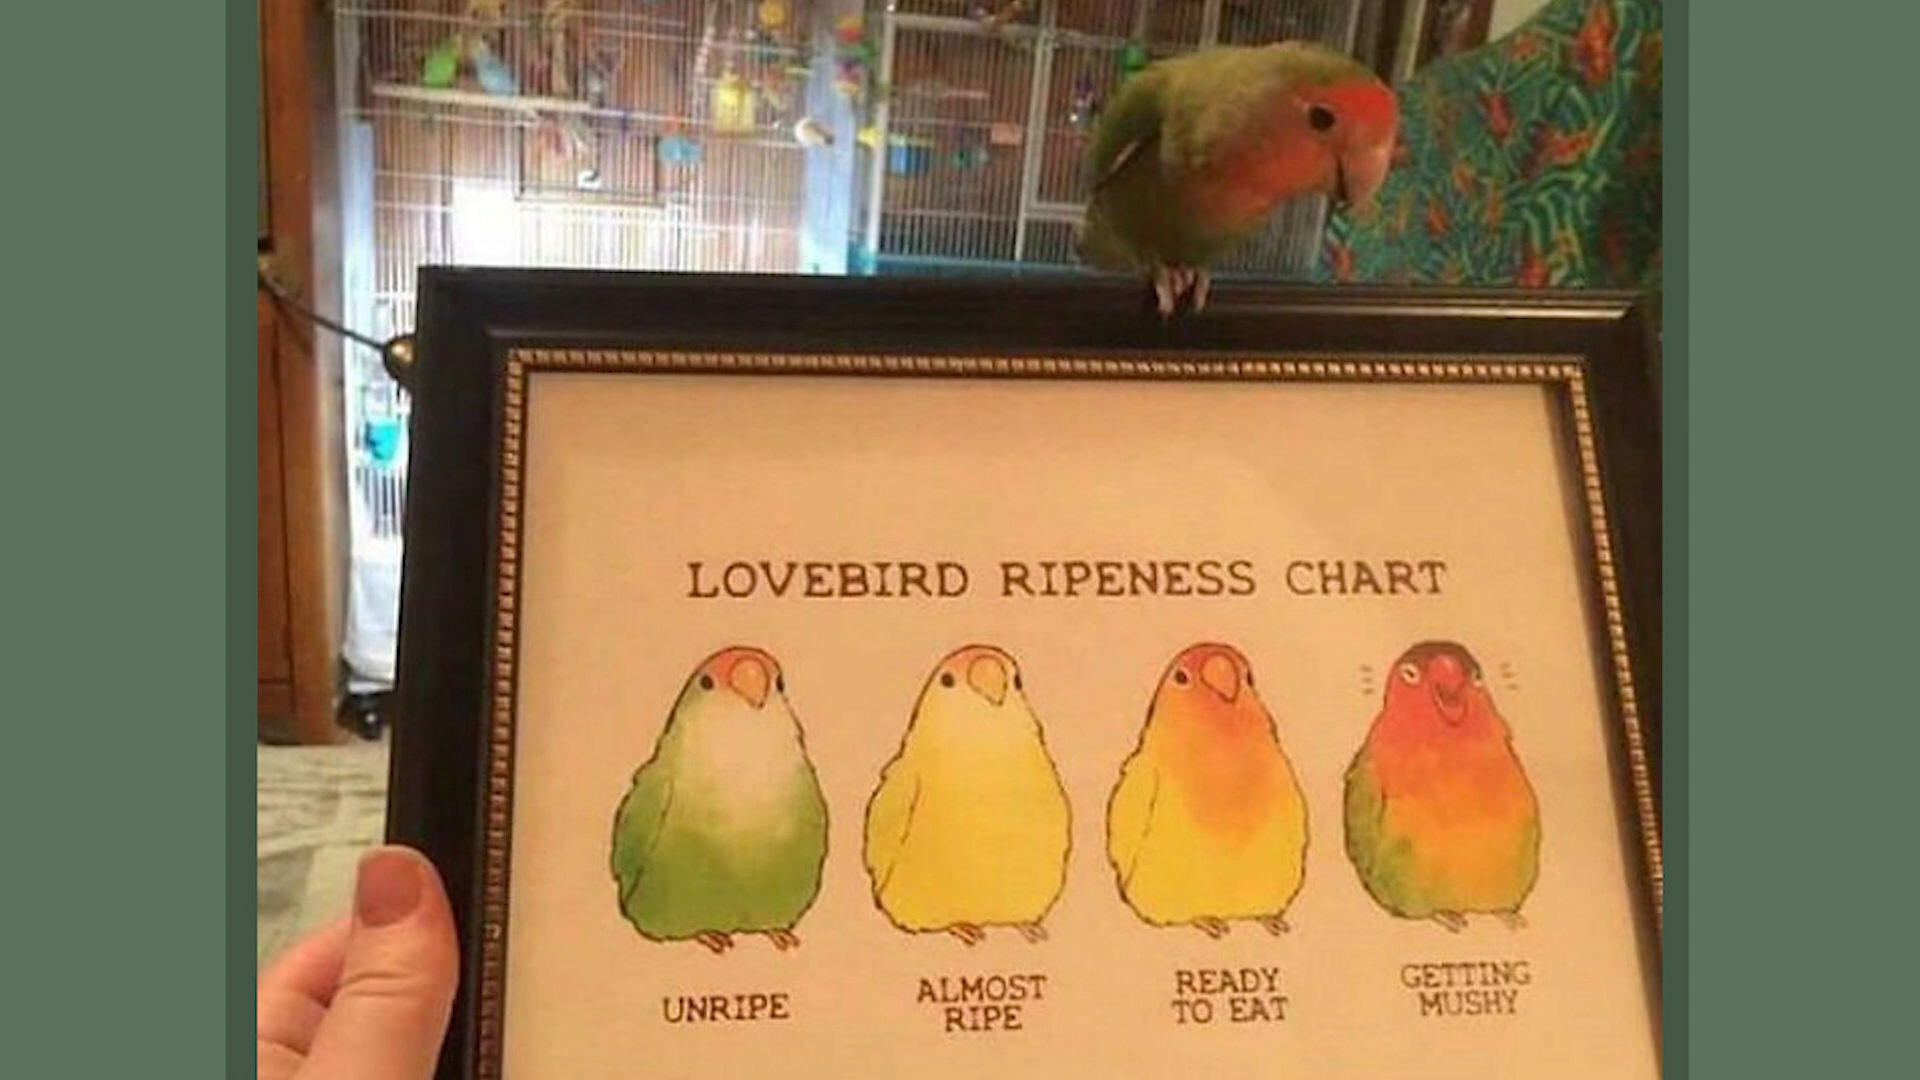 LOVEBIRD RIPENESS CHART
UNRIPE
ALMOST
RIPE
READY
TO EAT
GETTING
MUSHY